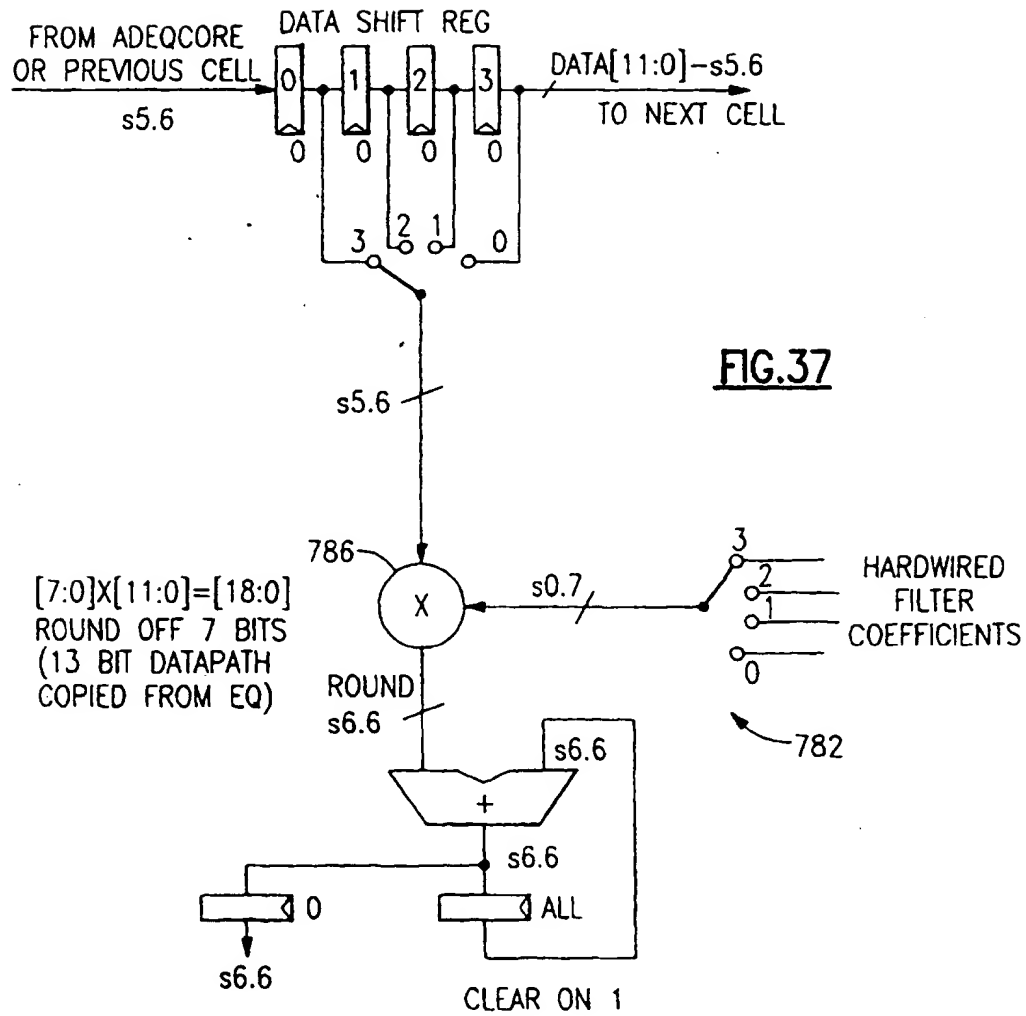 DATA SHIFT REG
FROM ADEQCORE
OR PREVIOUS CELL
s5.6
0
1
2
3
DATA[11:0]-s5.6
TO NEXT CELL
0
0
0
0
3
2
1
0
s5.6
FIG.37
786
X
s0.7
3
2
1
0
HARDWIRED
FILTER
COEFFICIENTS
782
[7:0]X[11:0]=[18:0]
ROUND OFF 7 BITS
(13 BIT DATAPATH
COPIED FROM EQ)
ROUND
s6.6
s6.6
+
s6.6
0
ALL
s6.6
CLEAR ON 1